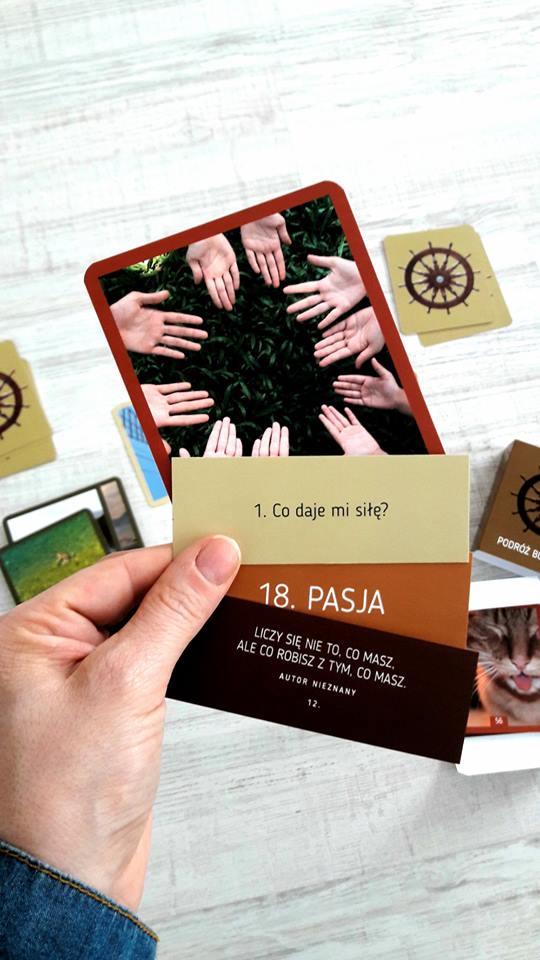 1. Co daje mi siłę?
18. PASJA
LICZY SIĘ NIE TO, CO MASZ,
ALE CO ROBISZ Z TYM, CO MASZ.
AUTOR NIEZNANY
12.
PODRÓŻ
56